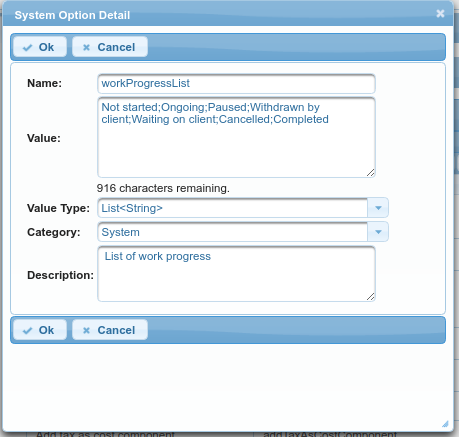 System Option Detail
Ok Cancel
Name: workProgressList
Not started;Ongoing;Paused;Withdrawn by
client;Waiting on client;Cancelled;Completed
Value:
916 characters remaining.
Value Type: List<String>
Category: System
List of work progress
Description:
Ok Cancel
Add tax as cost component addTaxAsCostComponent